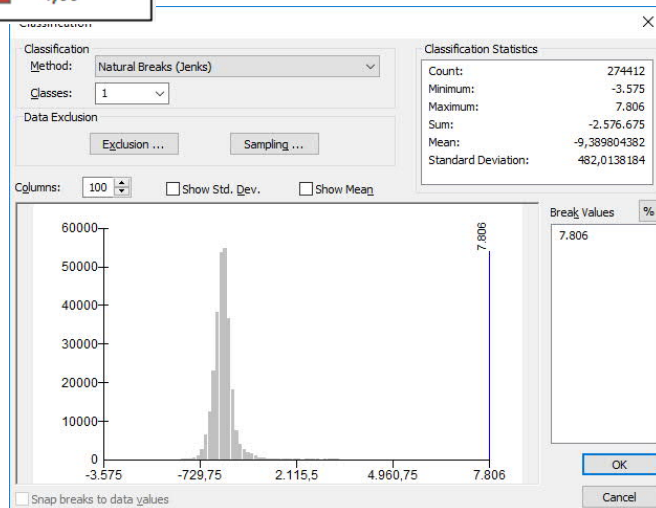 Classification
Classification
Method:
Natural Breaks (Jenks)
Classes:
1
Data Exclusion
Exclusion ...
Sampling ...
Classification Statistics
Count: 274412
Minimum: -3.575
Maximum: 7.806
Sum: -2.576.675
Mean: -9,389804382
Standard Deviation: 482,0138184
Columns:
100
Show Std. Dev.
Show Mean
Break Values
%
7.806
7.806
60000
50000
40000
30000
20000
10000
0
-3.575
-729,75
2.115,5
4.960,75
7.806
Snap breaks to data values
OK
Cancel